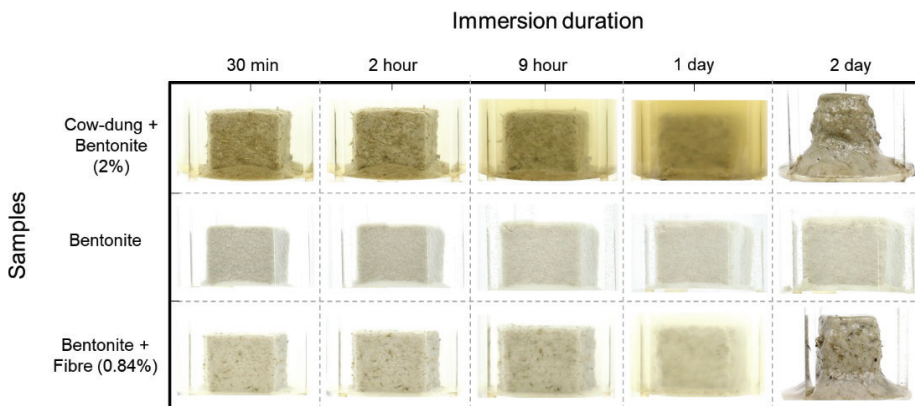 Immersion duration
30 min
2 hour
9 hour
1 day
2 day
Samples
Cow-dung +
Bentonite
(2%)
Bentonite
Bentonite +
Fibre (0.84%)